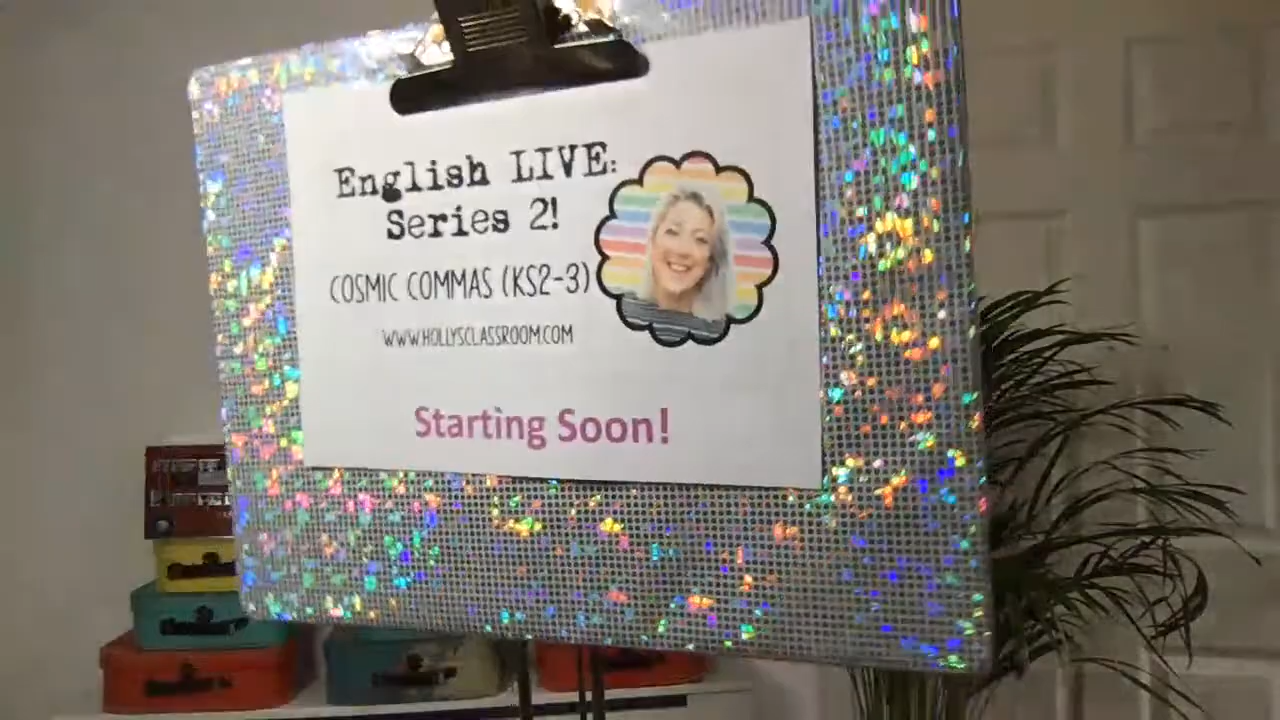 English LIVE:
Series 2!
COSMIC COMMAS (KS2-3)
WWW.HOLLYSCLASSROOM.COM
Starting Soon!